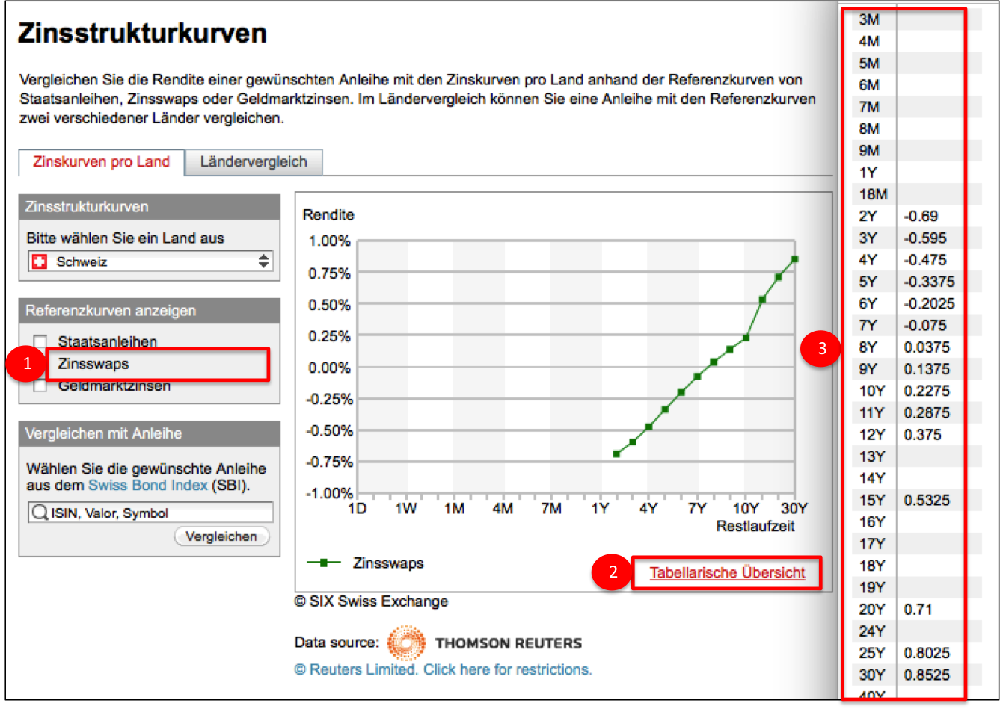 Zinsstrukturkurven
Vergleichen Sie die Rendite einer gewünschten Anleihe mit den Zinskurven pro Land anhand der Referenzkurven von
Staatsanleihen, Zinsswaps oder Geldmarktzinsen. Im Ländervergleich können Sie eine Anleihe mit den Referenzkurven
zwei verschiedener Länder vergleichen.
Zinskurven pro Land
Ländervergleich
Zinsstrukturkurven
Bitte wählen Sie ein Land aus
Schweiz
Referenzkurven anzeigen
Staatsanleihen
1
Zinsswaps
Geldmarktzinsen
Vergleichen mit Anleihe
Wählen Sie die gewünschte Anleihe
aus dem Swiss Bond Index (SBI).
ISIN, Valor, Symbol
Vergleichen
Rendite
1.00%
0.75%
0.50%
0.25%
0.00%
-0.25%
-0.50%
-0.75%
-1.00%
1D 1W 1M 4M 7M 1Y 4Y 7Y 10Y 30Y
Restlaufzeit
Zinsswaps
2
Tabellarische Übersicht
© SIX Swiss Exchange
Data source: THOMSON REUTERS
© Reuters Limited. Click here for restrictions.
3
3M
4M
5M
6M
7M
8M
9M
1Y
18M
2Y -0.69
3Y -0.595
4Y -0.475
5Y -0.3375
6Y -0.2025
7Y -0.075
8Y 0.0375
9Y 0.1375
10Y 0.2275
11Y 0.2875
12Y 0.375
13Y
14Y
15Y 0.5325
16Y
17Y
18Y
19Y
20Y 0.71
24Y
25Y 0.8025
30Y 0.8525
40Y